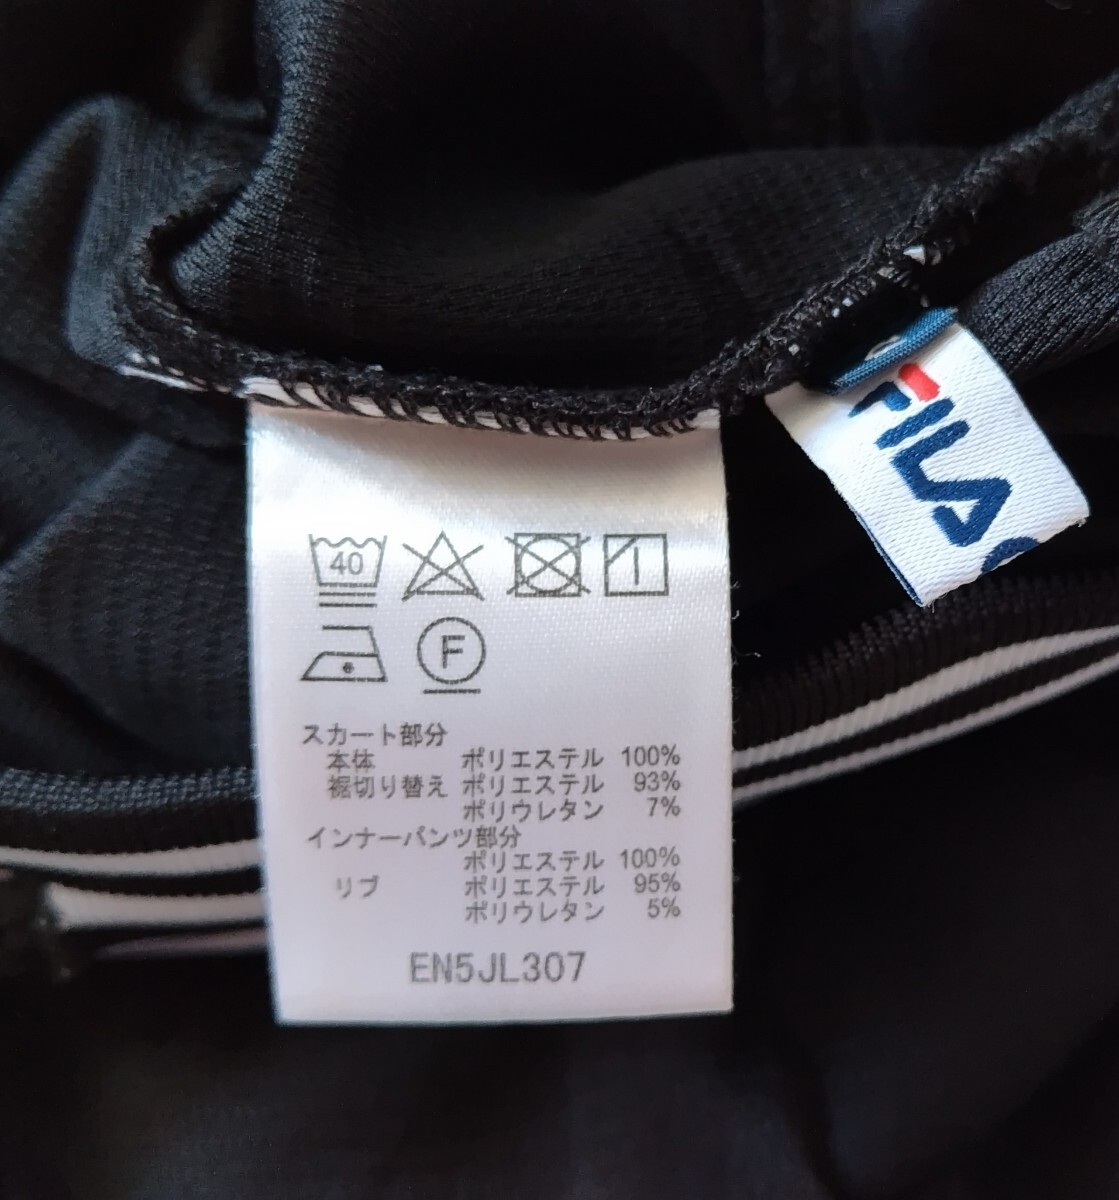 FILA
40
F
スカート部分
本体 ポリエステル 100%
裾切り替え ポリエステル 93%
ポリウレタン 7%
インナーパンツ部分
ポリエステル 100%
リブ ポリエステル 95%
ポリウレタン 5%
EN5JL307